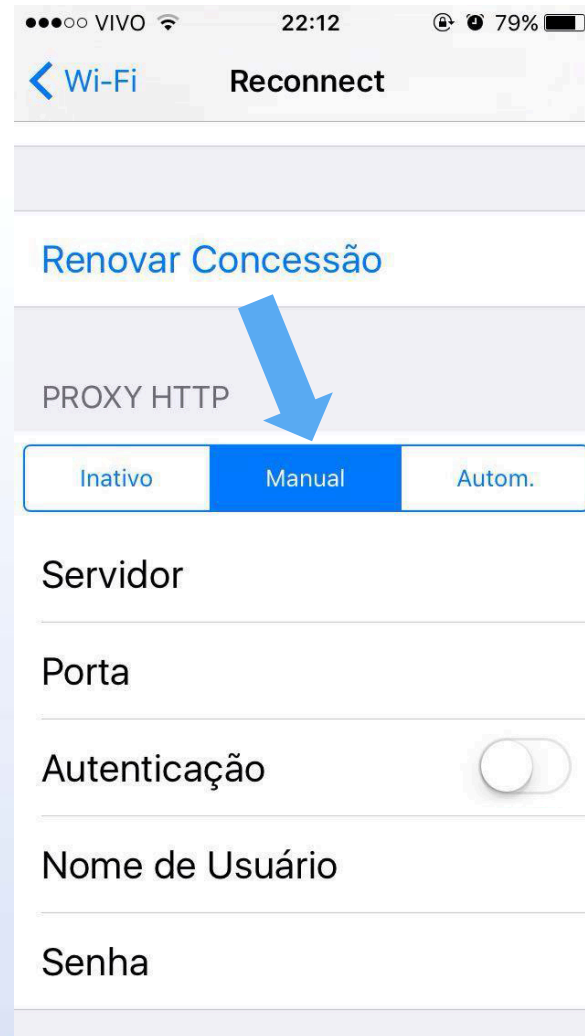 VIVO 22:12 79%
Wi-Fi Reconnect
Renovar Concessão
PROXY HTTP
Inativo Manual Autom.
Servidor
Porta
Autenticação
Nome de Usuário
Senha